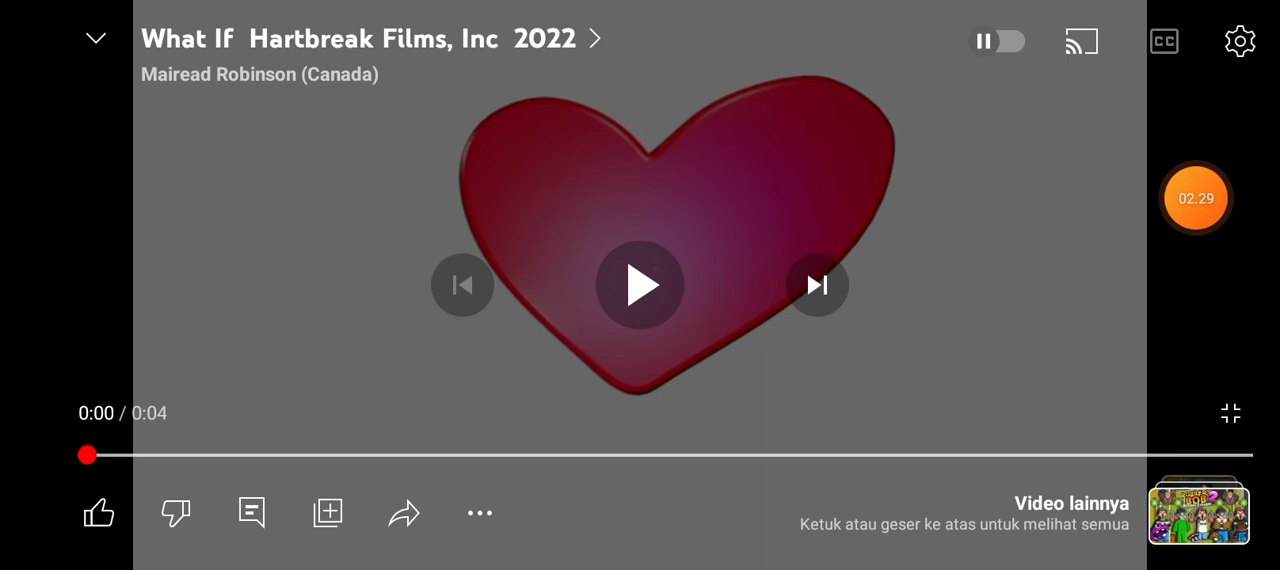 What If  Hartbreak Films, Inc  2022
Mairead Robinson (Canada)
CC
02.29
0:00 / 0:04
Video lainnya
Ketuk atau geser ke atas untuk melihat semua